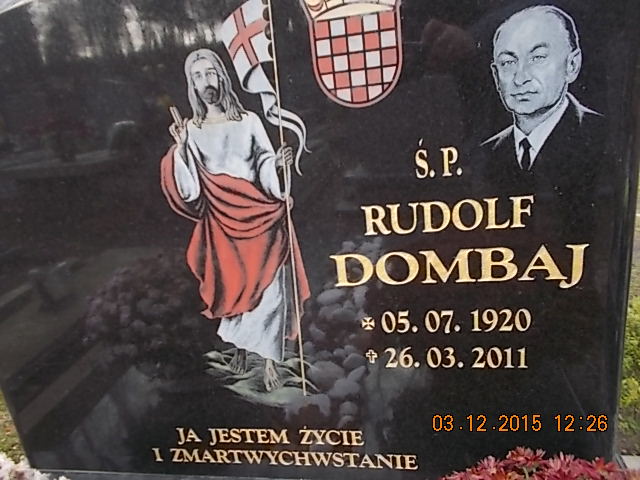 Ś.P.
RUDOLF
DOMBAJ
05. 07. 1920
26. 03. 2011
JA JESTEM ŻYCIE
I ZMARTWYCHWSTANIE
03.12.2015 12:26